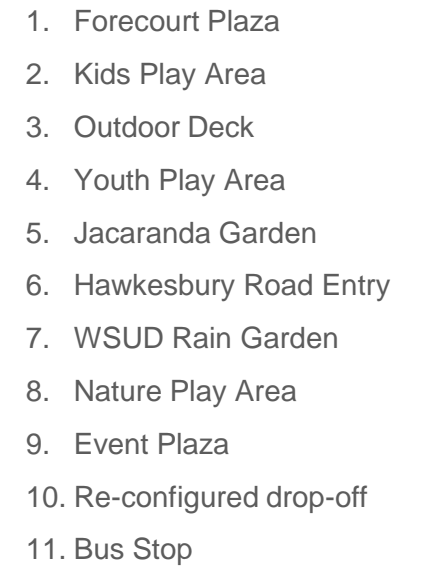 1. Forecourt Plaza
2. Kids Play Area
3. Outdoor Deck
4. Youth Play Area
5. Jacaranda Garden
6. Hawkesbury Road Entry
7. WSUD Rain Garden
8. Nature Play Area
9. Event Plaza
10. Re-configured drop-off
11. Bus Stop